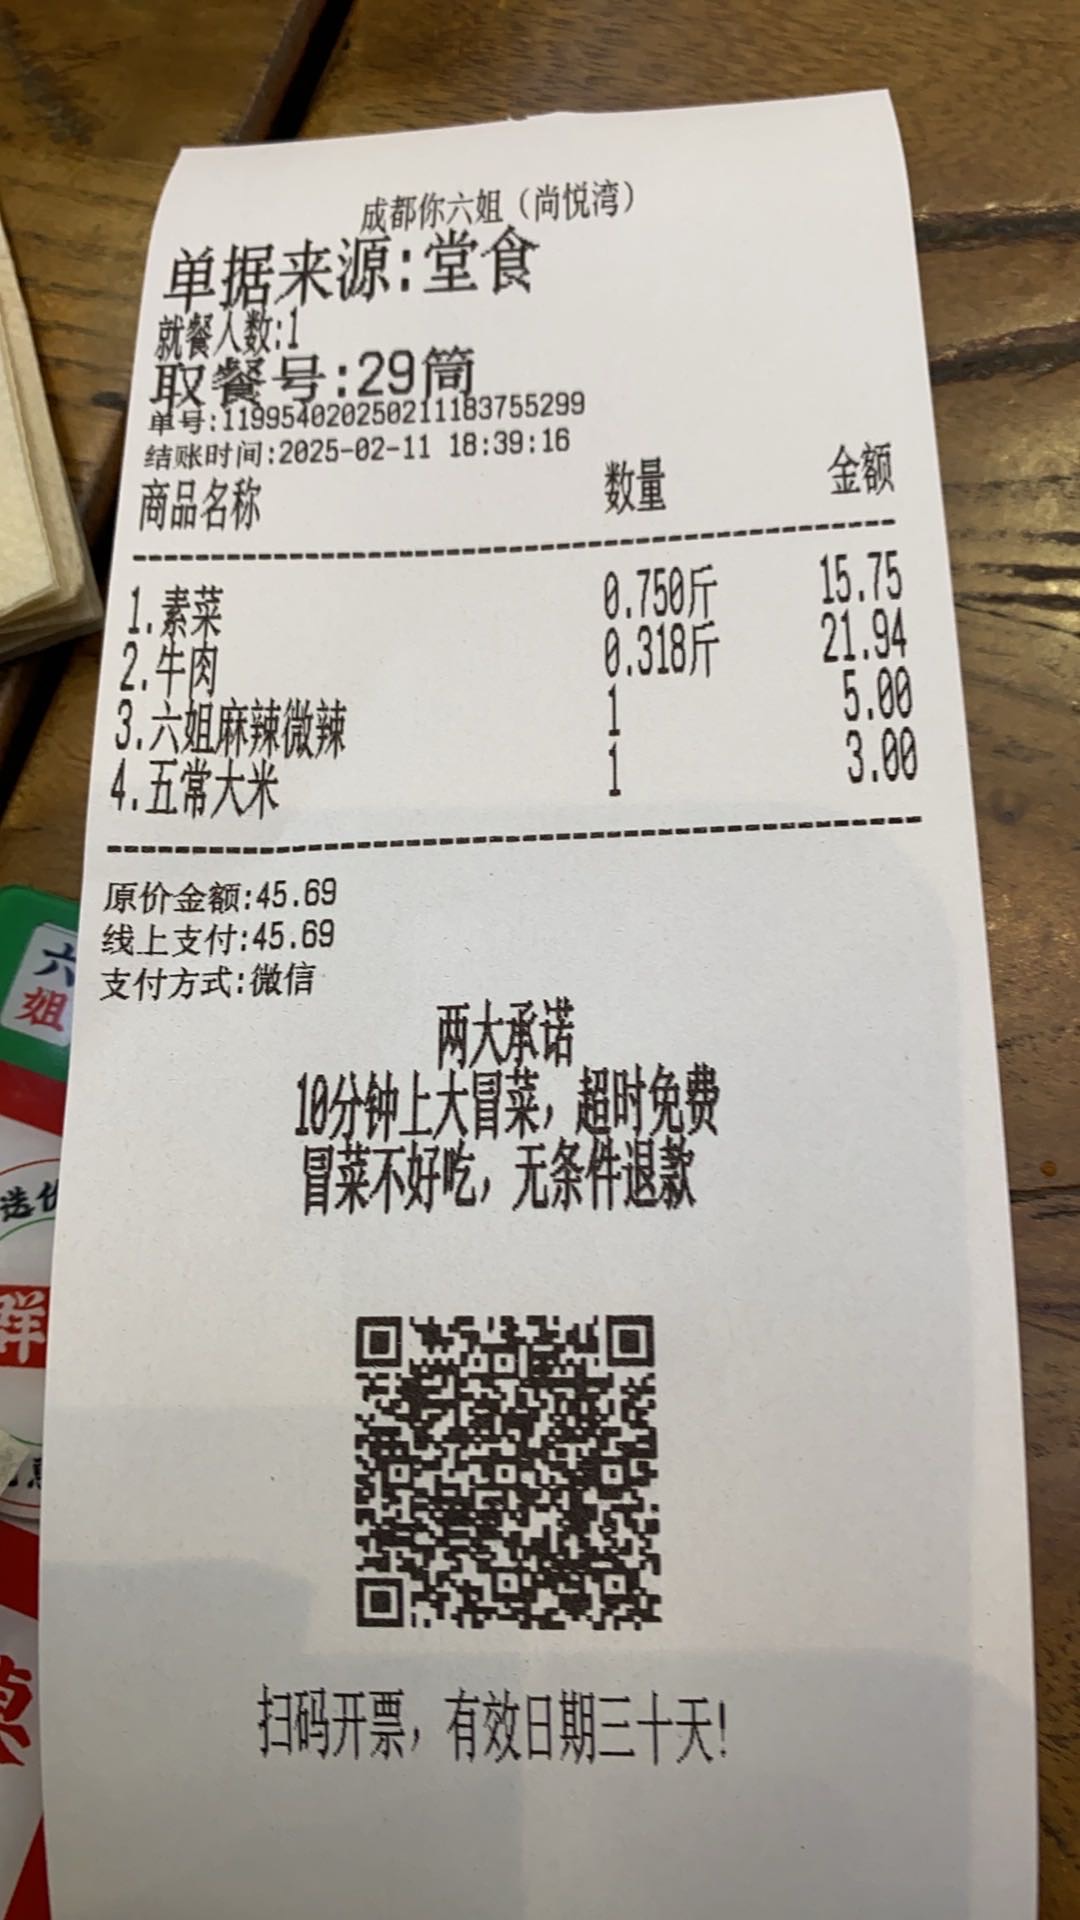 成都你六姐（尚悦湾）
单据来源:堂食
就餐人数:1
取餐号:29筒
单号:11995402025021118375529​9
结账时间:2025-02-11 18:39:16
商品名称 数量 金额
1.素菜 0.750斤 15.75
2.牛肉 0.318斤 21.94
3.六姐麻辣微辣 1 5.00
4.五常大米 1 3.00
原价金额:45.69
线上支付:45.69
支付方式:微信
两大承诺
10分钟上大冒菜，超时免费
冒菜不好吃，无条件退款
扫码开票，有效日期三十天!
六
姐
选
群